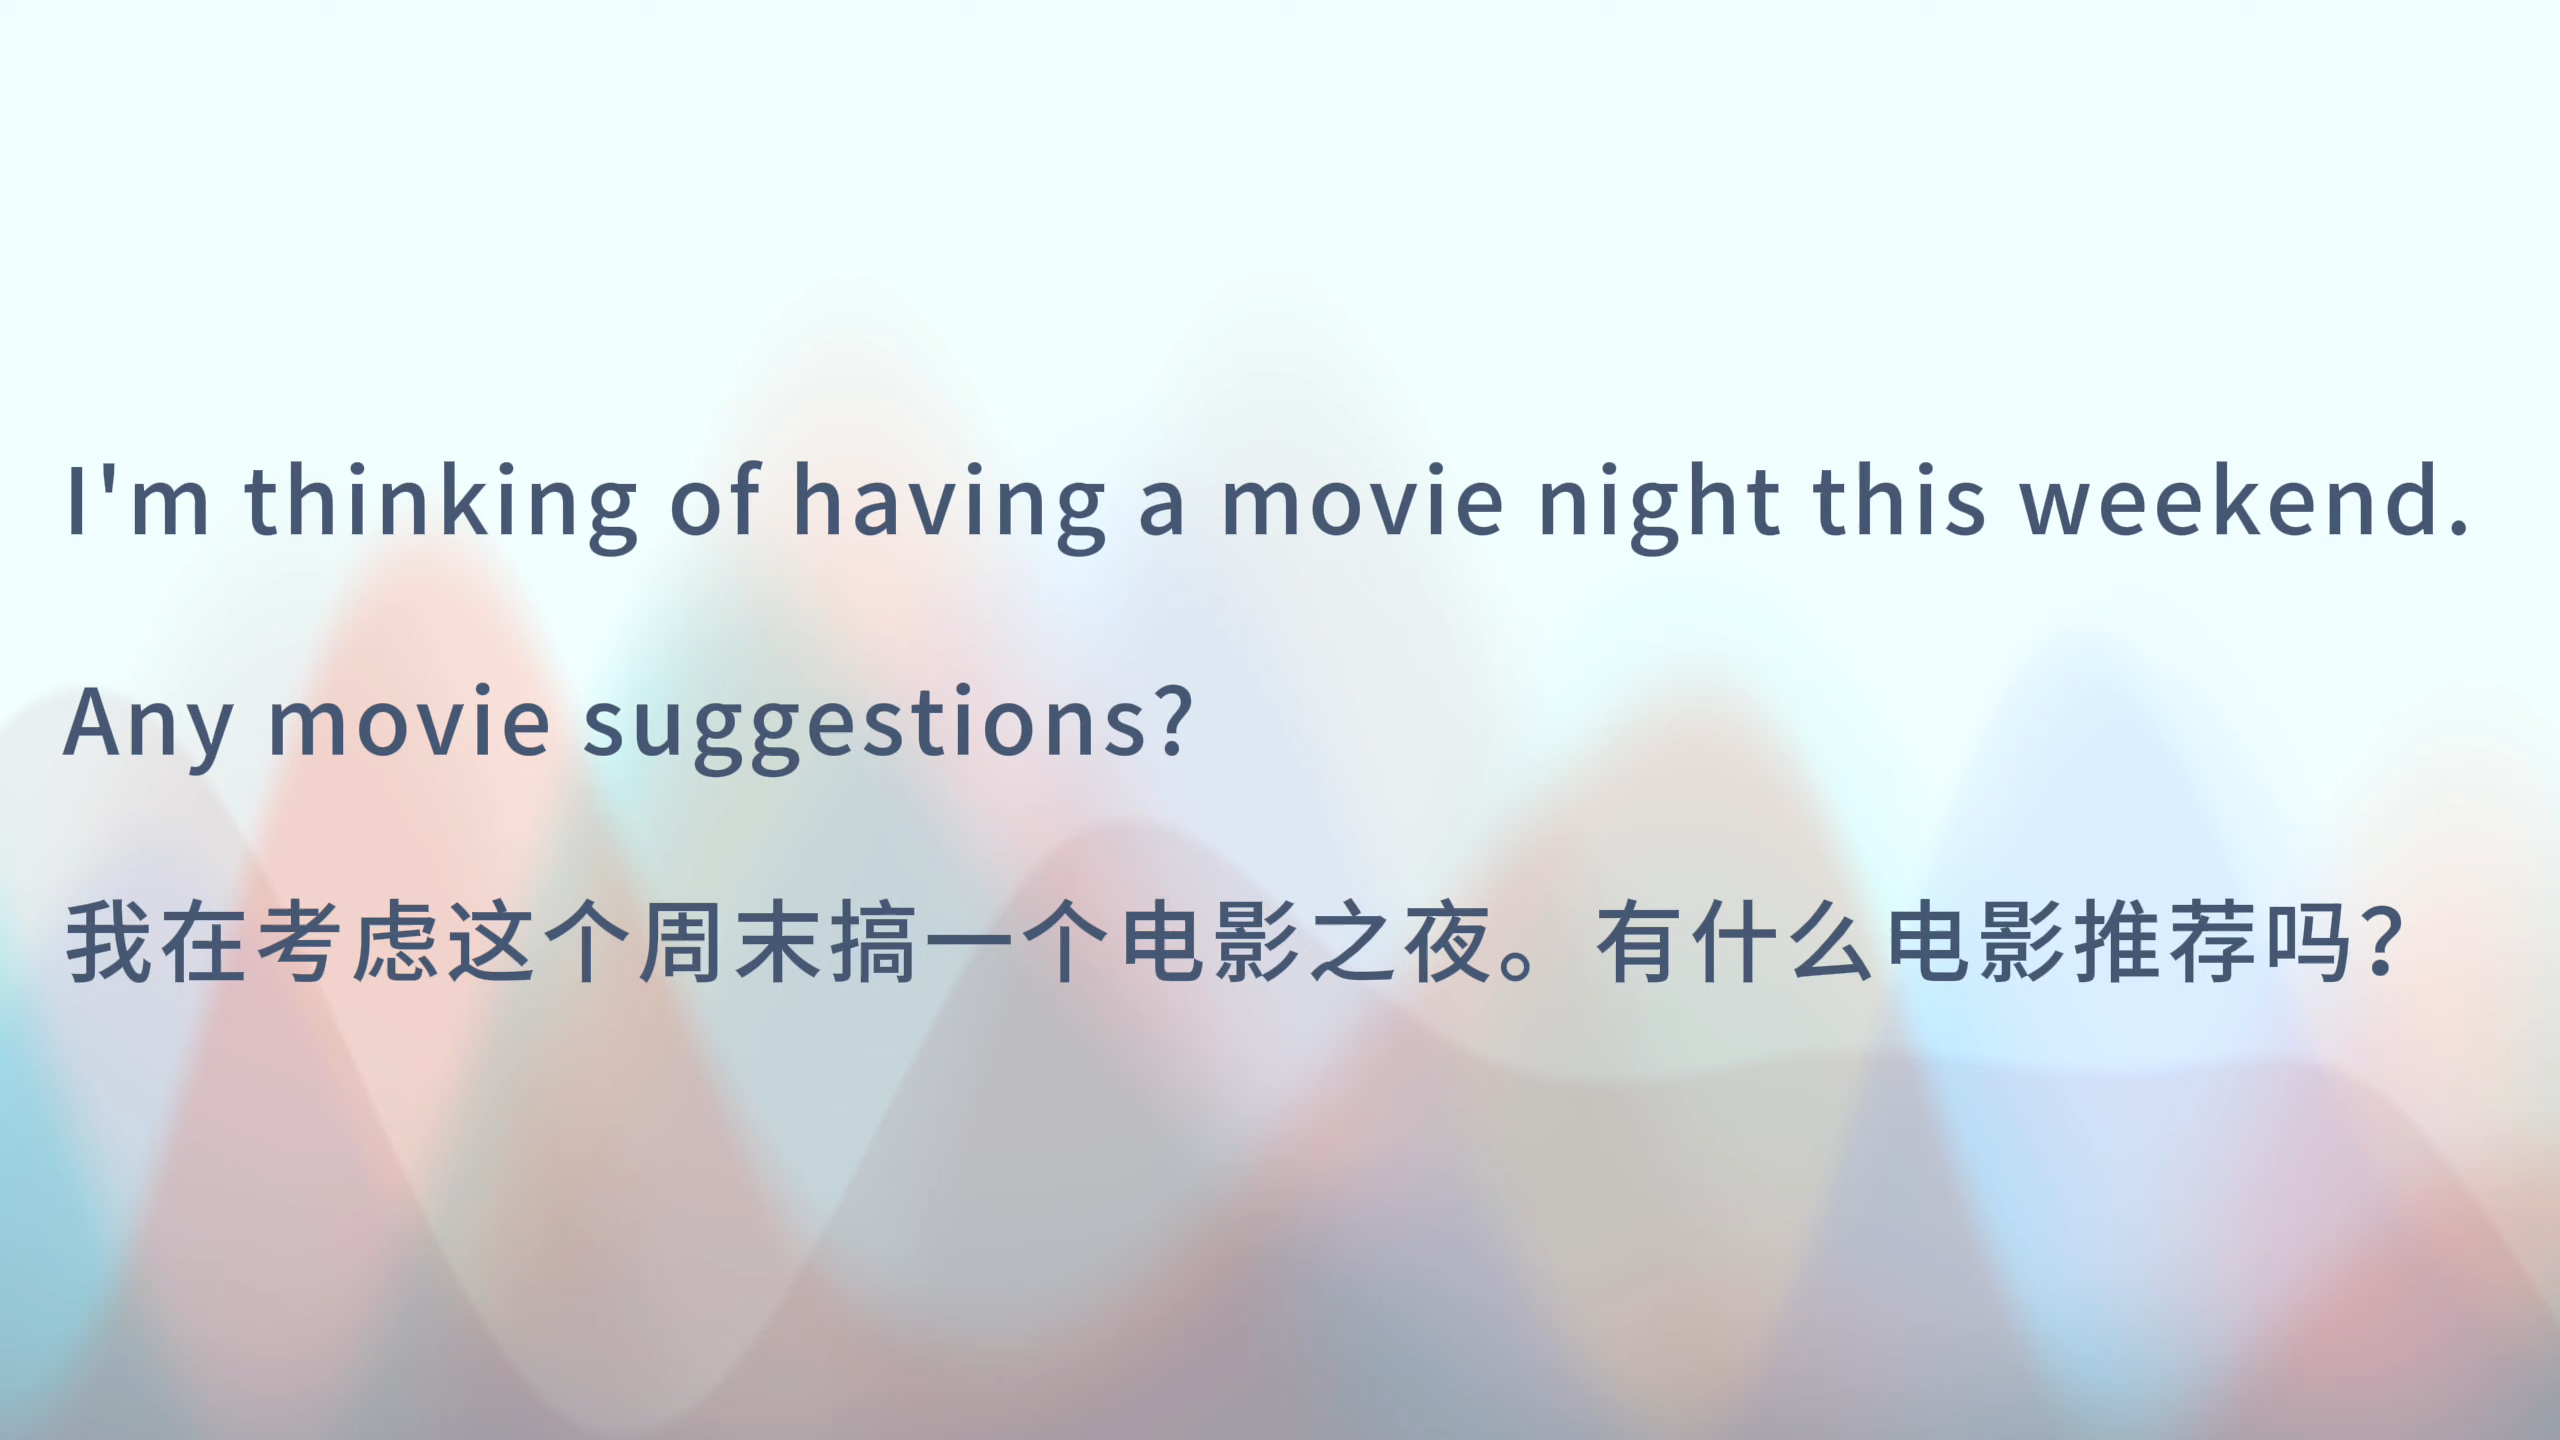 I'm thinking of having a movie night this weekend.
Any movie suggestions?
我在考虑这个周末搞一个电影之夜。有什么电影推荐吗？